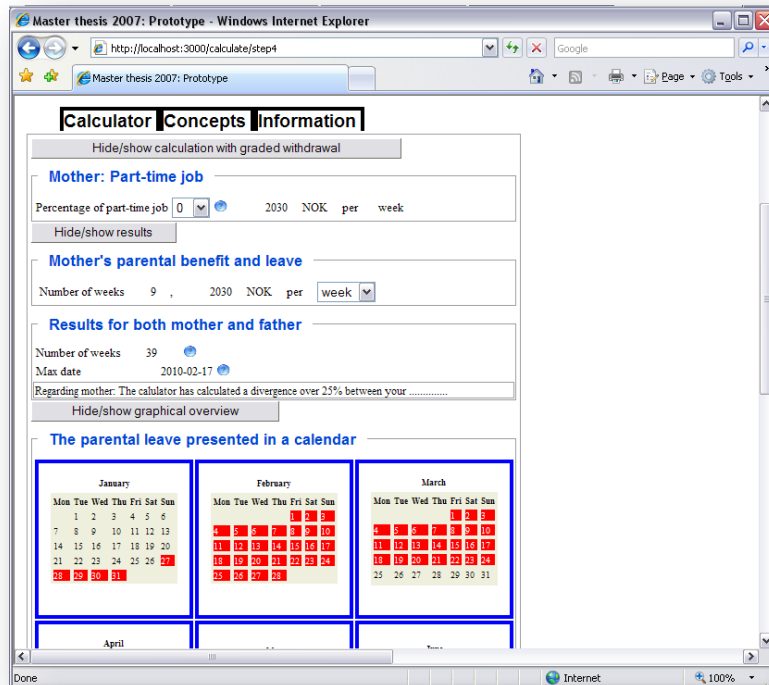 Master thesis 2007: Prototype - Windows Internet Explorer
http://localhost:3000/calculate/step4
Google
Master thesis 2007: Prototype
Page Tools
Calculator Concepts Information
Hide/show calculation with graded withdrawal
Mother: Part-time job
Percentage of part-time job 0 2030 NOK per week
Hide/show results
Mother's parental benefit and leave
Number of weeks 9 , 2030 NOK per week
Results for both mother and father
Number of weeks 39
Max date 2010-02-17
Regarding mother: The calulator has calculated a divergence over 25% between your ..............
Hide/show graphical overview
The parental leave presented in a calendar
January
Mon Tue Wed Thu Fri Sat Sun
1 2 3 4 5 6
7 8 9 10 11 12 13
14 15 16 17 18 19 20
21 22 23 24 25 26 27
28 29 30 31
February
Mon Tue Wed Thu Fri Sat Sun
1 2 3
4 5 6 7 8 9 10
11 12 13 14 15 16 17
18 19 20 21 22 23 24
25 26 27 28
March
Mon Tue Wed Thu Fri Sat Sun
1 2 3
4 5 6 7 8 9 10
11 12 13 14 15 16 17
18 19 20 21 22 23 24
25 26 27 28 29 30 31
April
Done Internet 100%